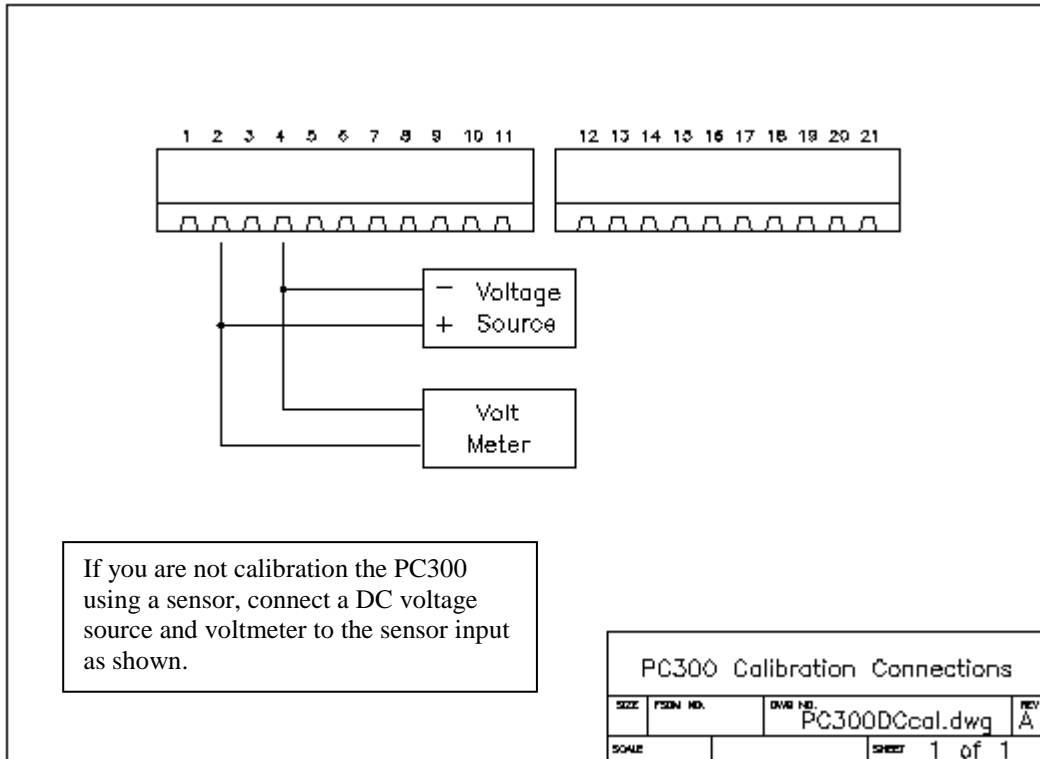 1 2 3 4 5 6 7 8 9 10 11 12 13 14 15 16 17 18 19 20 21
− Voltage
+ Source
Volt
Meter
If you are not calibration the PC300
using a sensor, connect a DC voltage
source and voltmeter to the sensor input
as shown.
PC300 Calibration Connections
SIZE FSCM NO. DWG NO. REV
PC300DCcal.dwg A
SCALE SHEET 1 of 1